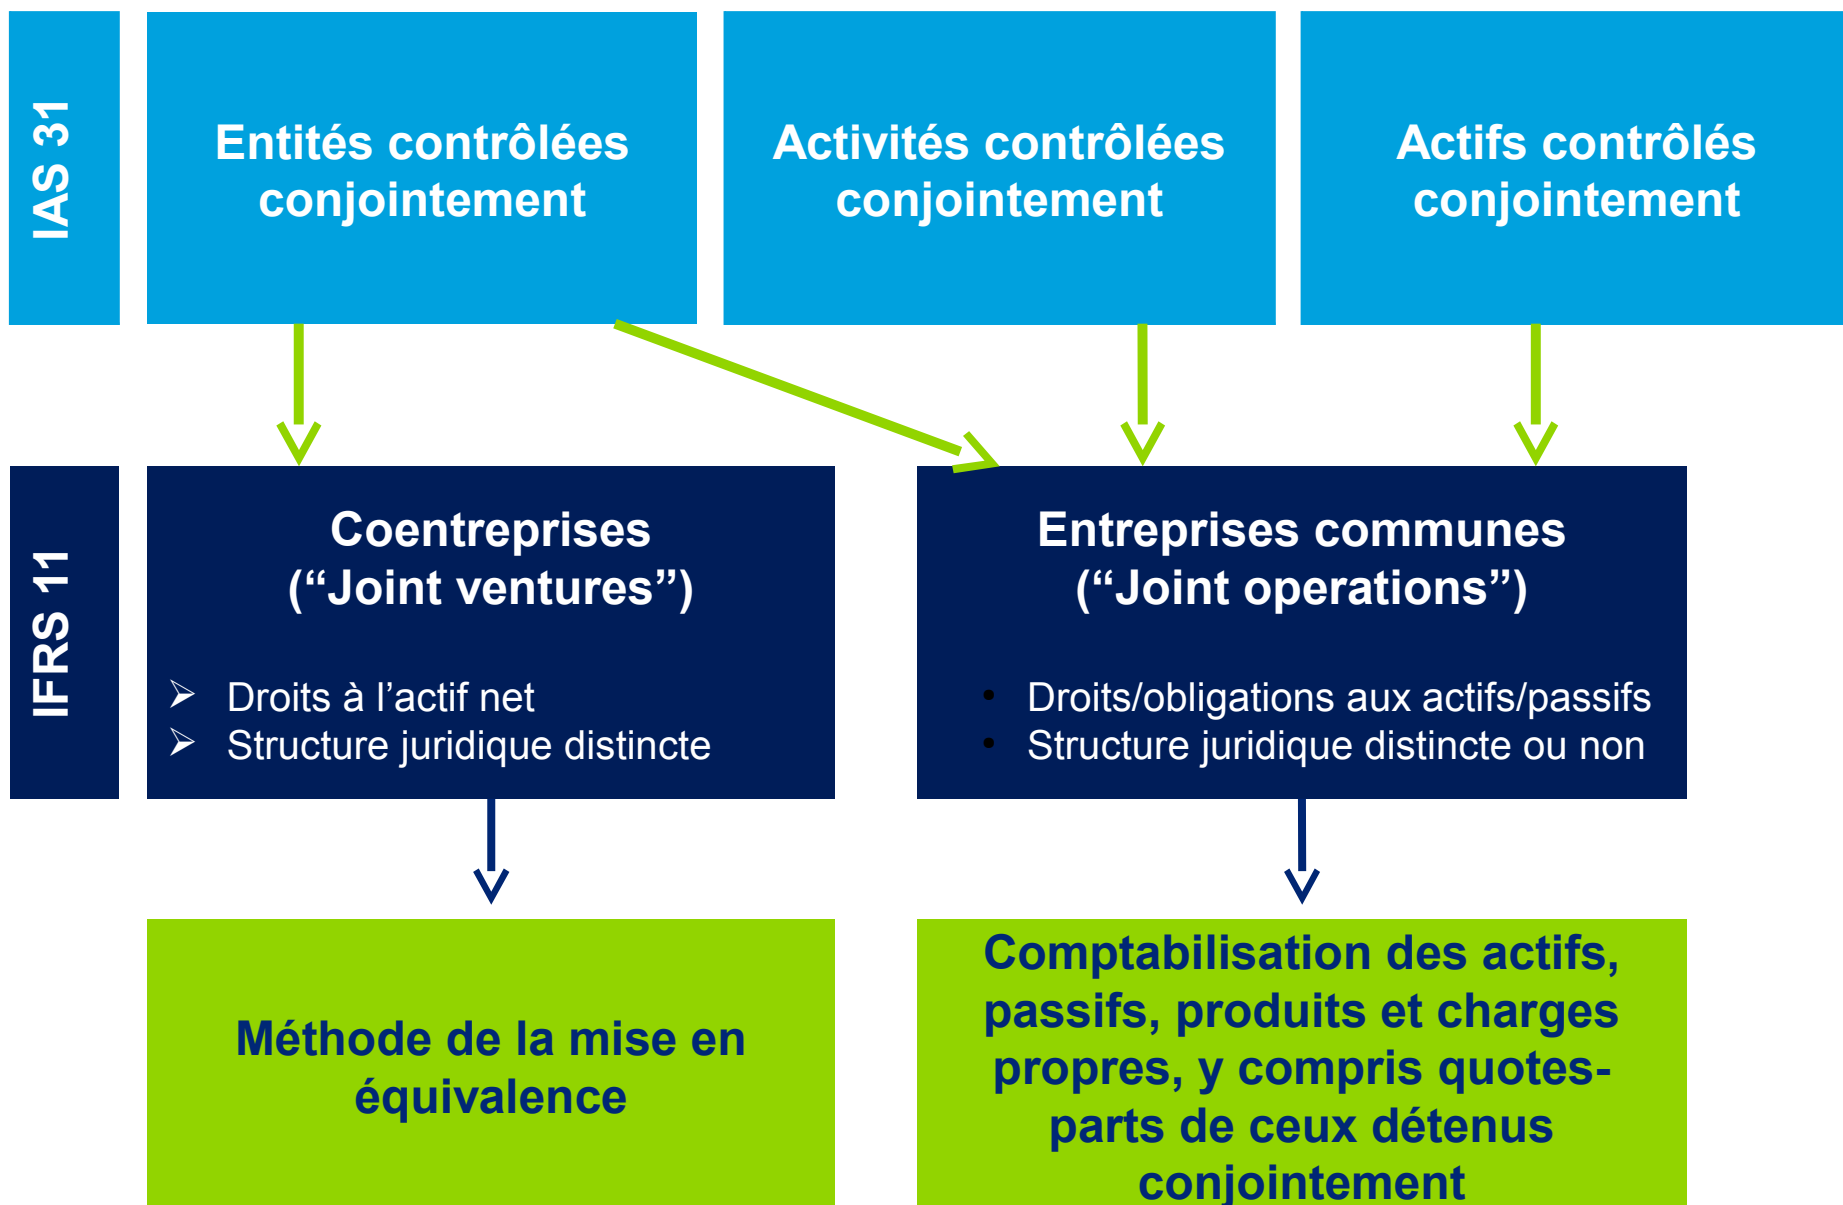 IAS 31
Entités contrôlées
conjointement
Activités contrôlées
conjointement
Actifs contrôlés
conjointement
IFRS 11
Coentreprises
(“Joint ventures”)
➢ Droits à l’actif net
➢ Structure juridique distincte
Entreprises communes
(“Joint operations”)
• Droits/obligations aux actifs/passifs
• Structure juridique distincte ou non
Méthode de la mise en
équivalence
Comptabilisation des actifs,
passifs, produits et charges
propres, y compris quotes-
parts de ceux détenus
conjointement